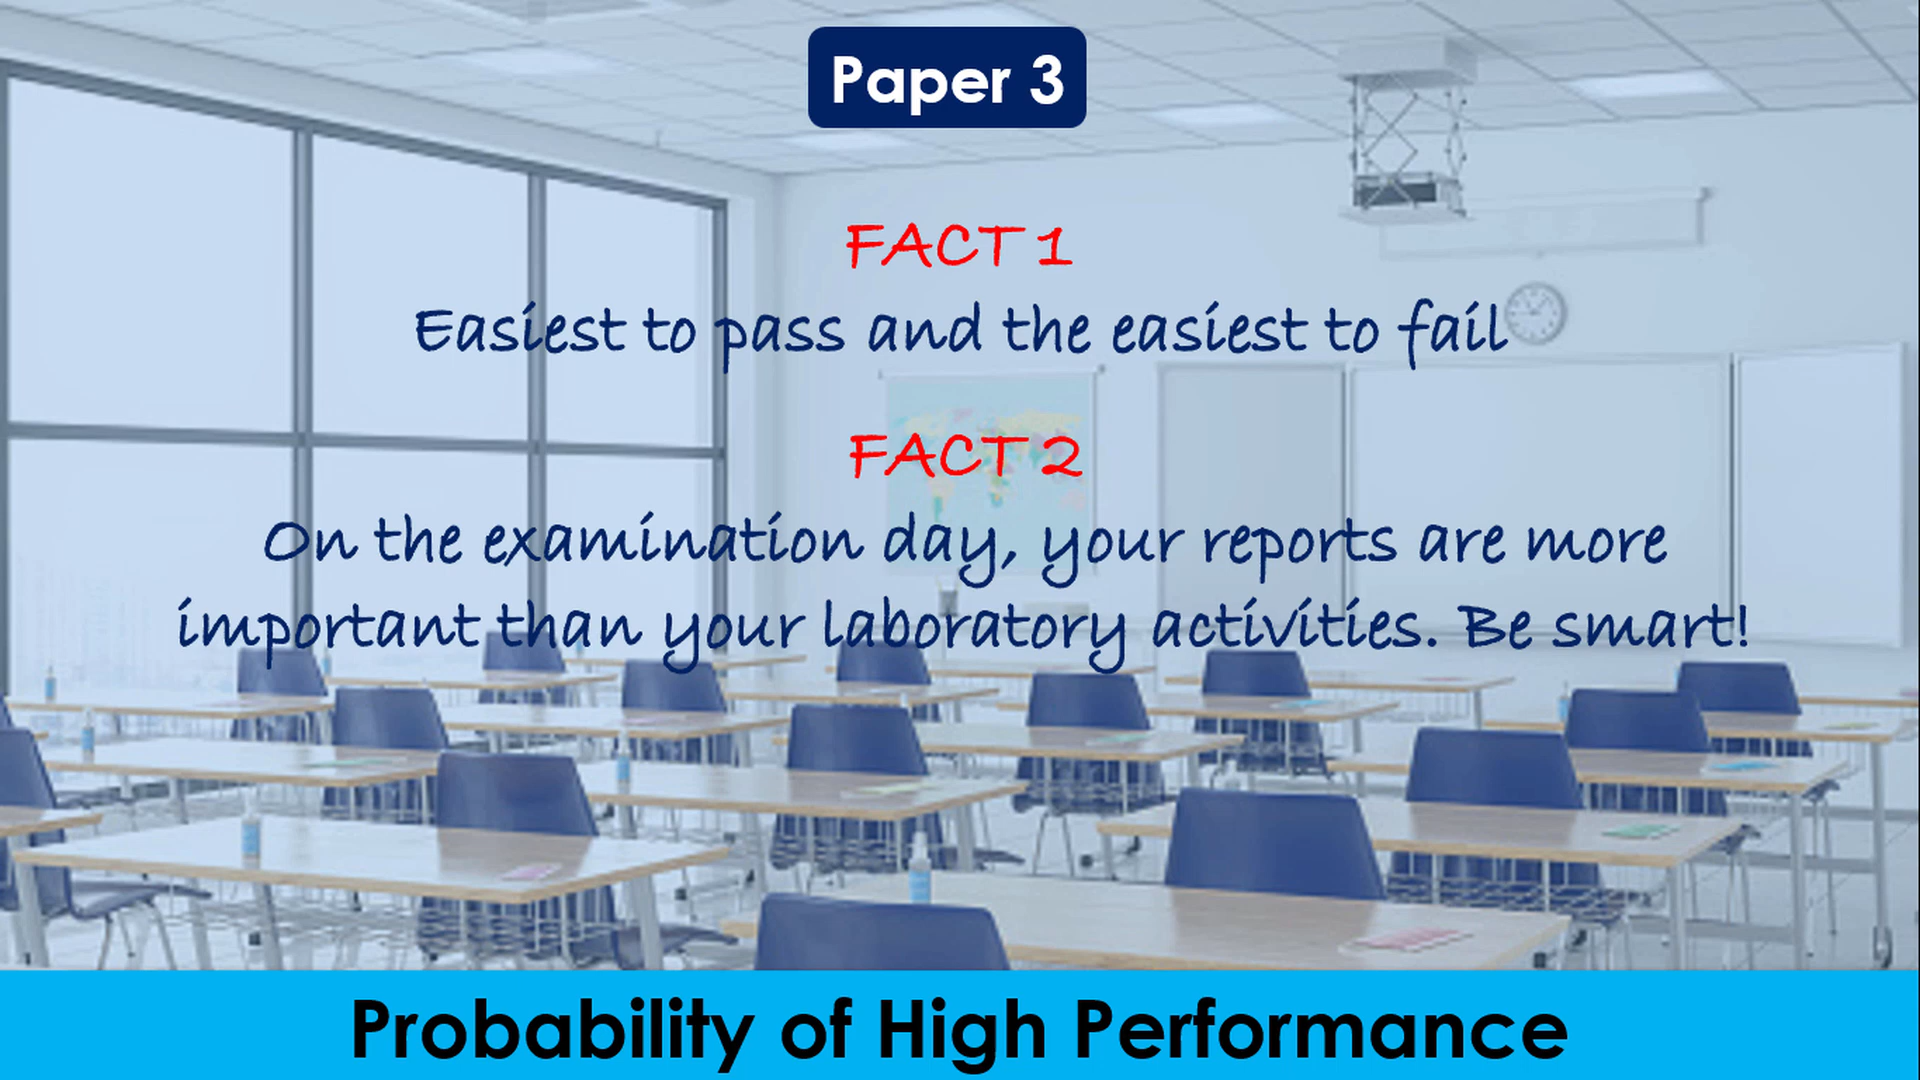 Paper 3
FACT 1
Easiest to pass and the easiest to fail
FACT 2
On the examination day, your reports are more
important than your laboratory activities. Be smart!
Probability of High Performance